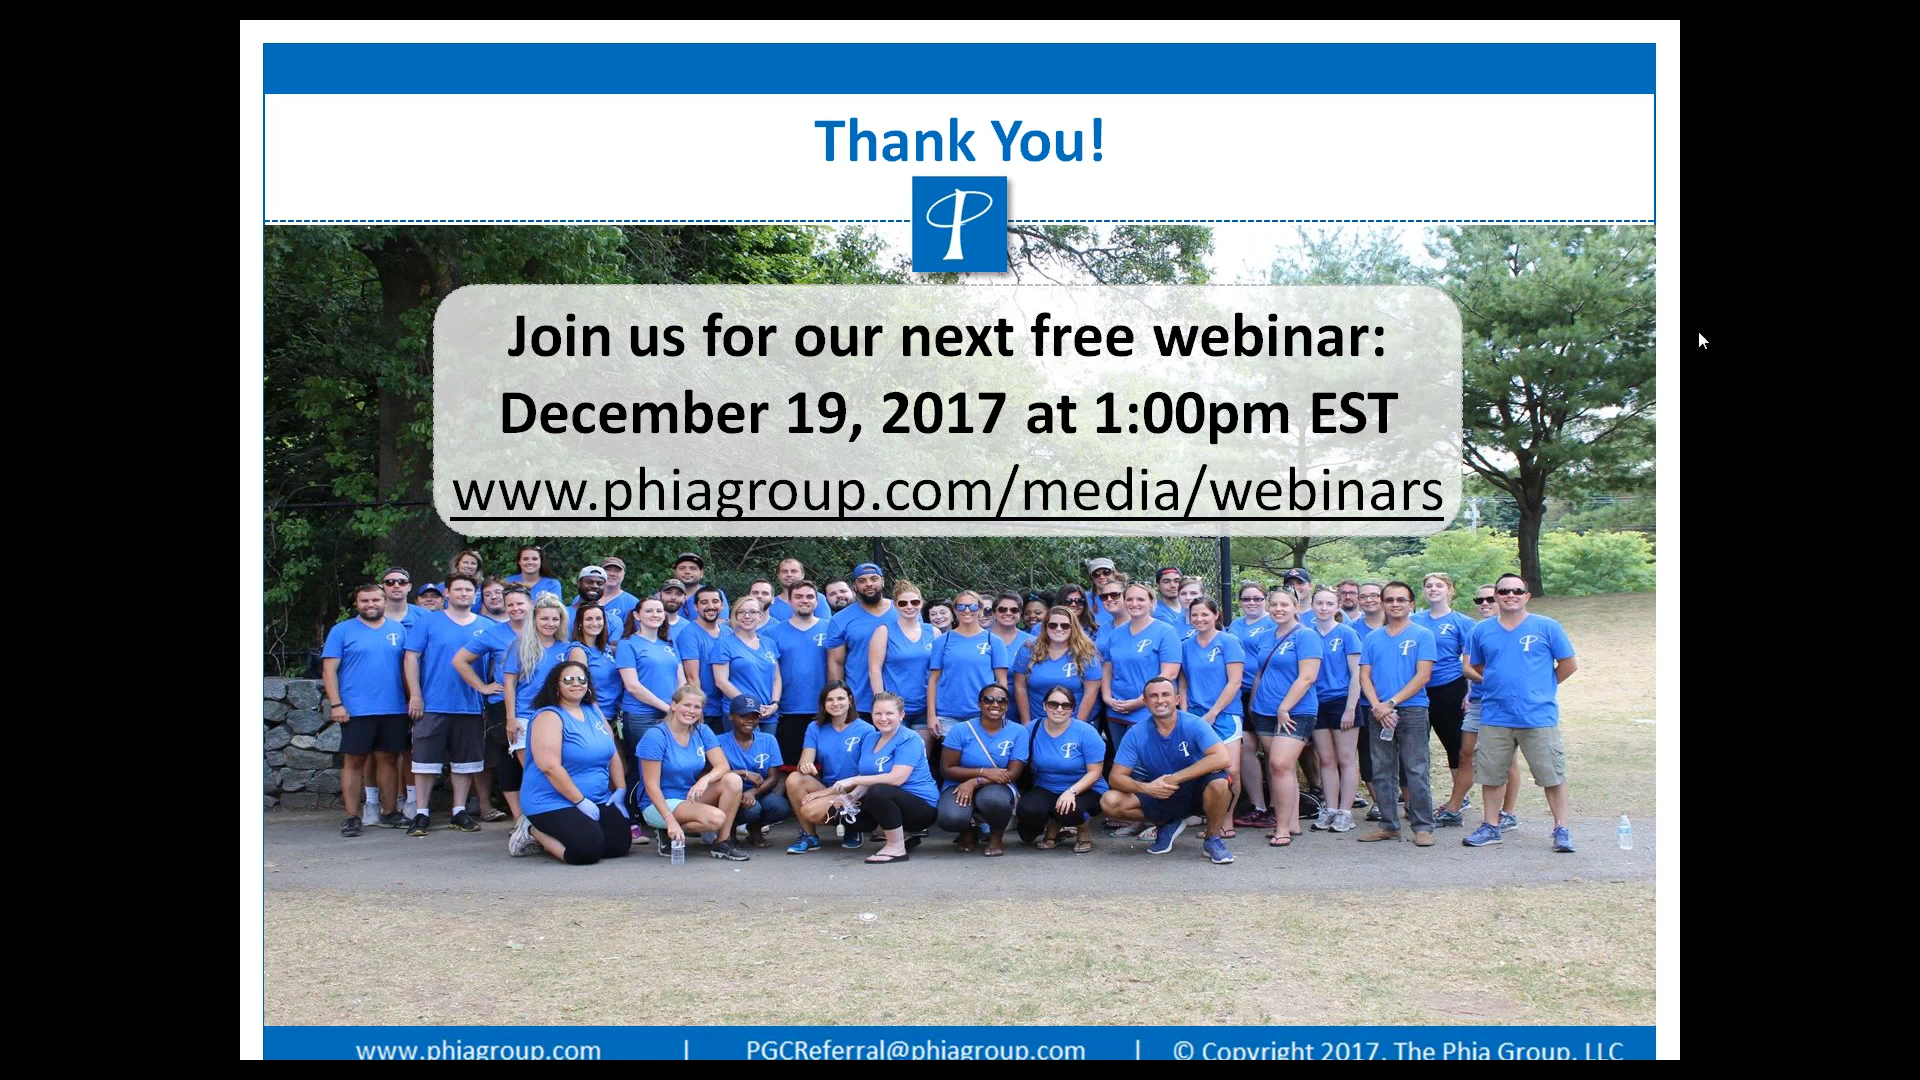 Thank You!
Join us for our next free webinar:
December 19, 2017 at 1:00pm EST
www.phiagroup.com/media/webinars
www.phiagroup.com | PGCReferral@phiagroup.com | © Copyright 2017. The Phia Group, LLC